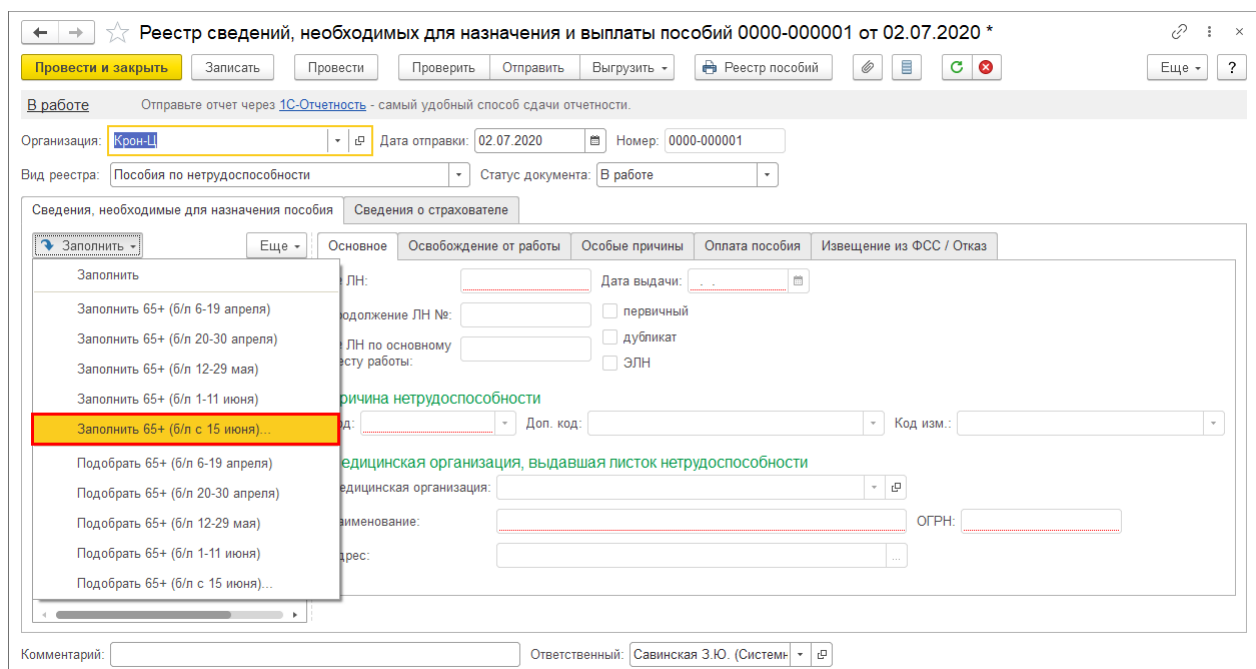 Реестр сведений, необходимых для назначения и выплаты пособий 0000-000001 от 02.07.2020 *
Провести и закрыть Записать Провести Проверить Отправить Выгрузить Реестр пособий Еще ?
В работе Отправьте отчет через 1С-Отчетность - самый удобный способ сдачи отчетности.
Организация: Крон-Ц Дата отправки: 02.07.2020 Номер: 0000-000001
Вид реестра: Пособия по нетрудоспособности Статус документа: В работе
Сведения, необходимые для назначения пособия Сведения о страхователе
Заполнить Еще Основное Освобождение от работы Особые причины Оплата пособия Извещение из ФСС / Отказ
Заполнить ЛН: Дата выдачи: . .
Заполнить 65+ (б/л 6-19 апреля) родолжение ЛН №: первичный
Заполнить 65+ (б/л 20-30 апреля) ЛН по основному дубликат
Заполнить 65+ (б/л 12-29 мая) есту работы: ЭЛН
Заполнить 65+ (б/л 1-11 июня) ричина нетрудоспособности
Заполнить 65+ (б/л с 15 июня)... од: Доп. код: Код изм.:
Подобрать 65+ (б/л 6-19 апреля) едицинская организация, выдавшая листок нетрудоспособности
Подобрать 65+ (б/л 20-30 апреля) едицинская организация:
Подобрать 65+ (б/л 12-29 мая) аименование: ОГРН:
Подобрать 65+ (б/л 1-11 июня) дрес: ...
Подобрать 65+ (б/л с 15 июня)...
Комментарий: Ответственный: Савинская З.Ю. (Системн